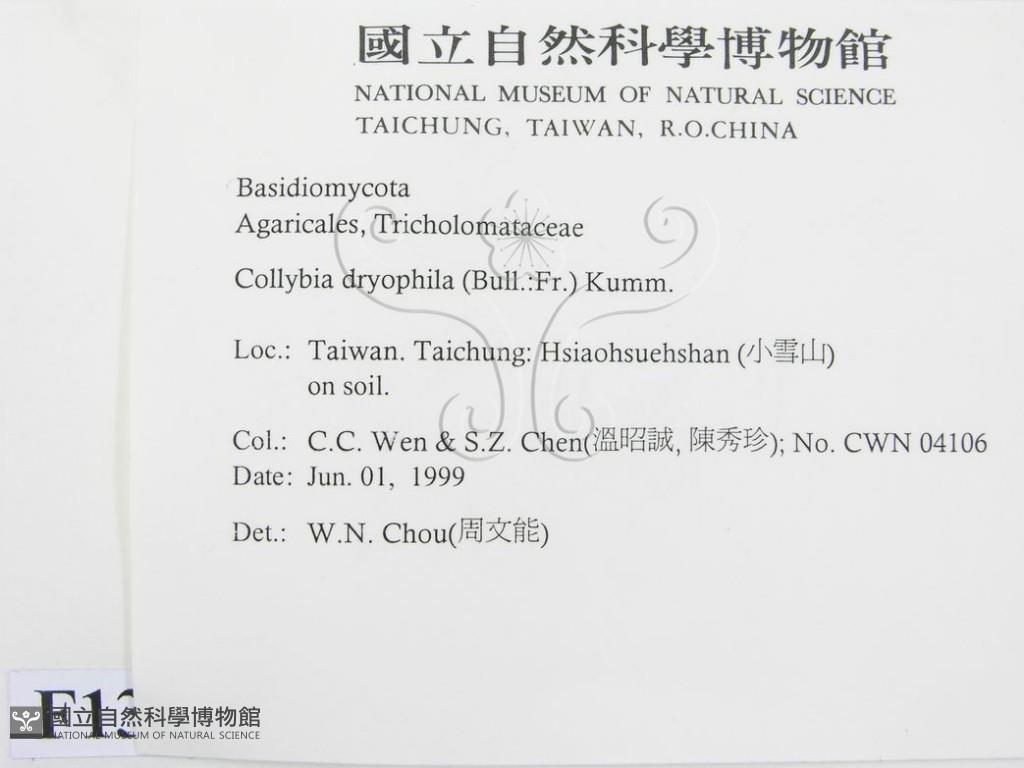 國立自然科學博物館
NATIONAL MUSEUM OF NATURAL SCIENCE
TAICHUNG, TAIWAN, R.O.CHINA
Basidiomycota
Agaricales, Tricholomataceae
Collybia dryophila (Bull.:Fr.) Kumm.
Loc.: Taiwan. Taichung: Hsiaohsuehshan (小雪山)
on soil.
Col.: C.C. Wen & S.Z. Chen(溫昭誠, 陳秀珍); No. CWN 04106
Date: Jun. 01, 1999
Det.: W.N. Chou(周文能)
國立自然科學博物館
NATIONAL MUSEUM OF NATURAL SCIENCE